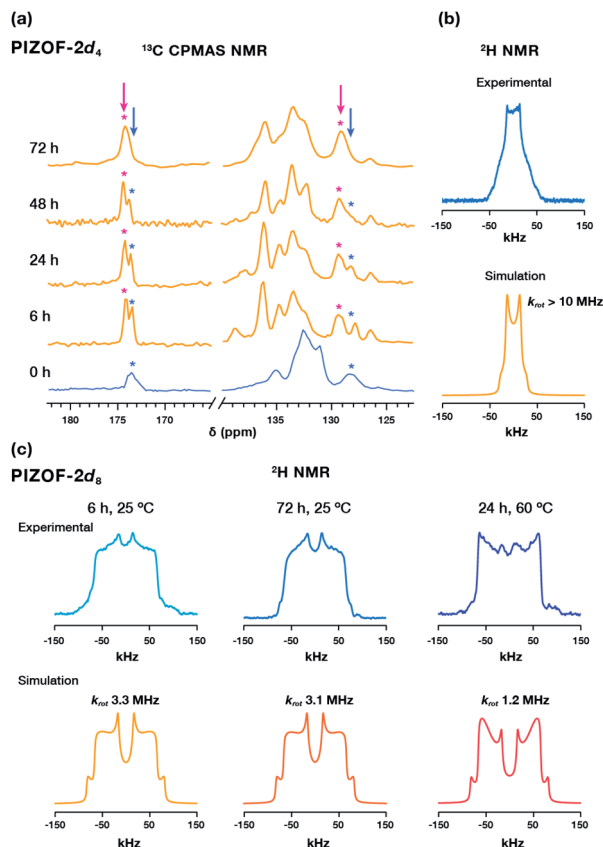 (a)
PIZOF-2d₄ ¹³C CPMAS NMR
72 h
48 h
24 h
6 h
0 h
* * * * * * * *
* * * * * * * *
180 175 170 135 130 125
δ (ppm)
(b)
²H NMR
Experimental
-150 -50 50 150
kHz
Simulation
k_rot > 10 MHz
-150 -50 50 150
kHz
(c)
PIZOF-2d₈ ²H NMR
6 h, 25 ºC 72 h, 25 ºC 24 h, 60 ºC
Experimental
-150 -50 50 150 -150 -50 50 150 -150 -50 50 150
kHz kHz kHz
Simulation
k_rot 3.3 MHz k_rot 3.1 MHz k_rot 1.2 MHz
-150 -50 50 150 -150 -50 50 150 -150 -50 50 150
kHz kHz kHz